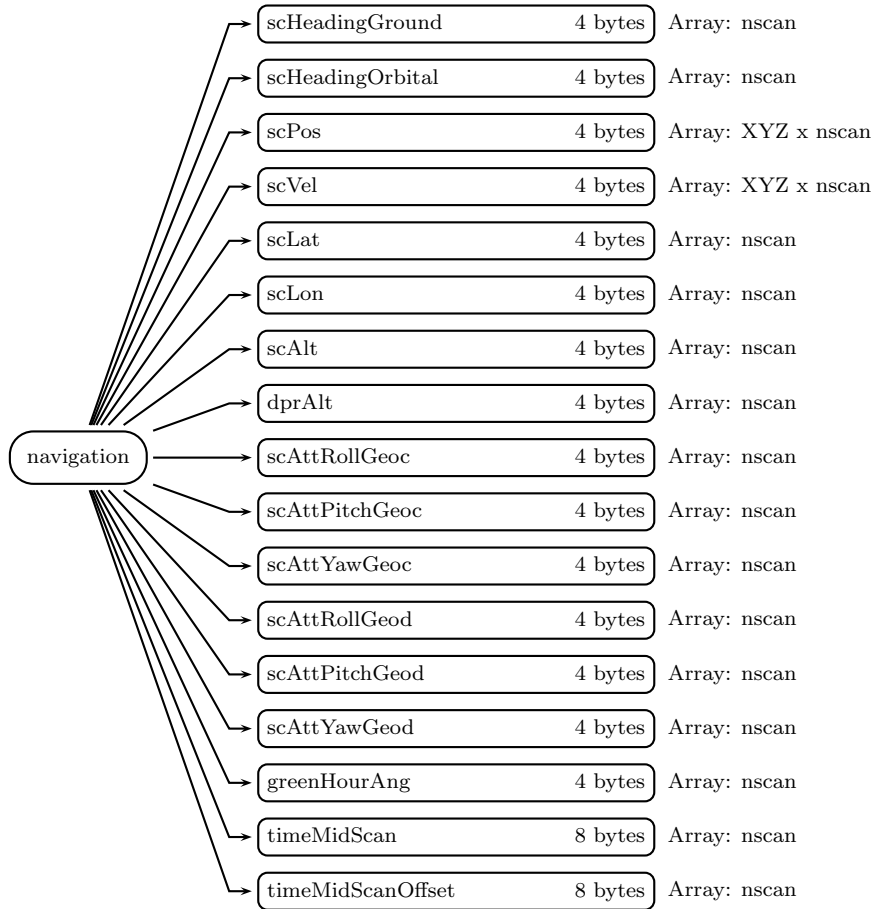 scHeadingGround 4 bytes Array: nscan
scHeadingOrbital 4 bytes Array: nscan
scPos 4 bytes Array: XYZ x nscan
scVel 4 bytes Array: XYZ x nscan
scLat 4 bytes Array: nscan
scLon 4 bytes Array: nscan
scAlt 4 bytes Array: nscan
dprAlt 4 bytes Array: nscan
navigation scAttRollGeoc 4 bytes Array: nscan
scAttPitchGeoc 4 bytes Array: nscan
scAttYawGeoc 4 bytes Array: nscan
scAttRollGeod 4 bytes Array: nscan
scAttPitchGeod 4 bytes Array: nscan
scAttYawGeod 4 bytes Array: nscan
greenHourAng 4 bytes Array: nscan
timeMidScan 8 bytes Array: nscan
timeMidScanOffset 8 bytes Array: nscan